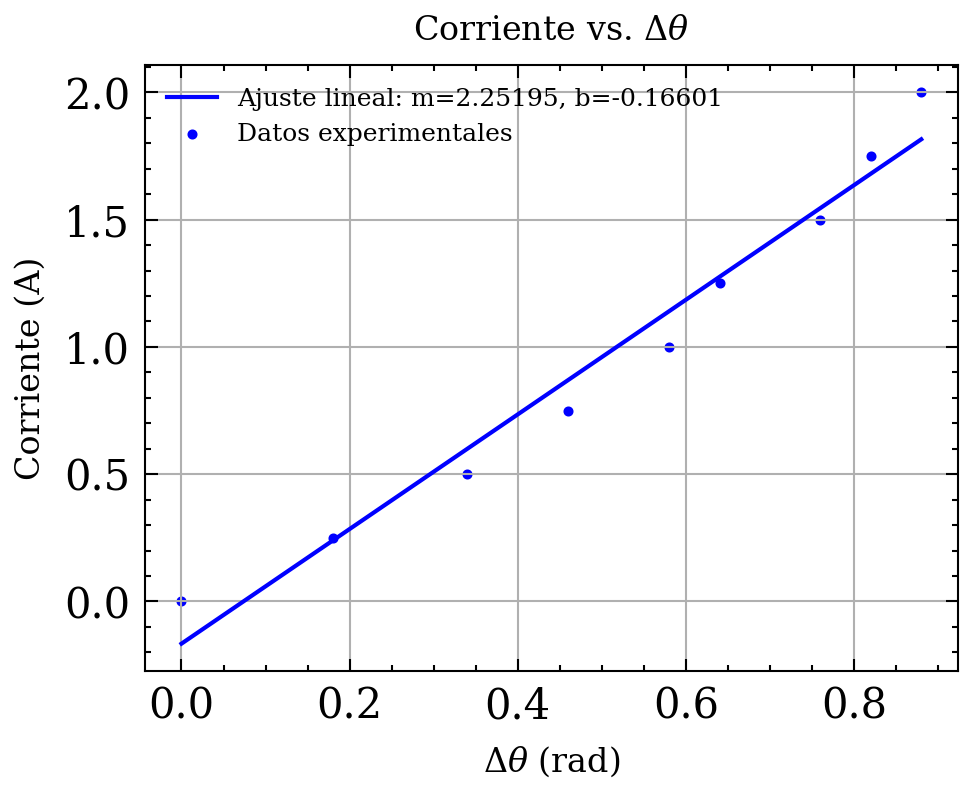 Corriente vs. Δθ
Ajuste lineal: m=2.25195, b=-0.16601
Datos experimentales
Corriente (A)
2.0
1.5
1.0
0.5
0.0
0.0 0.2 0.4 0.6 0.8
Δθ (rad)